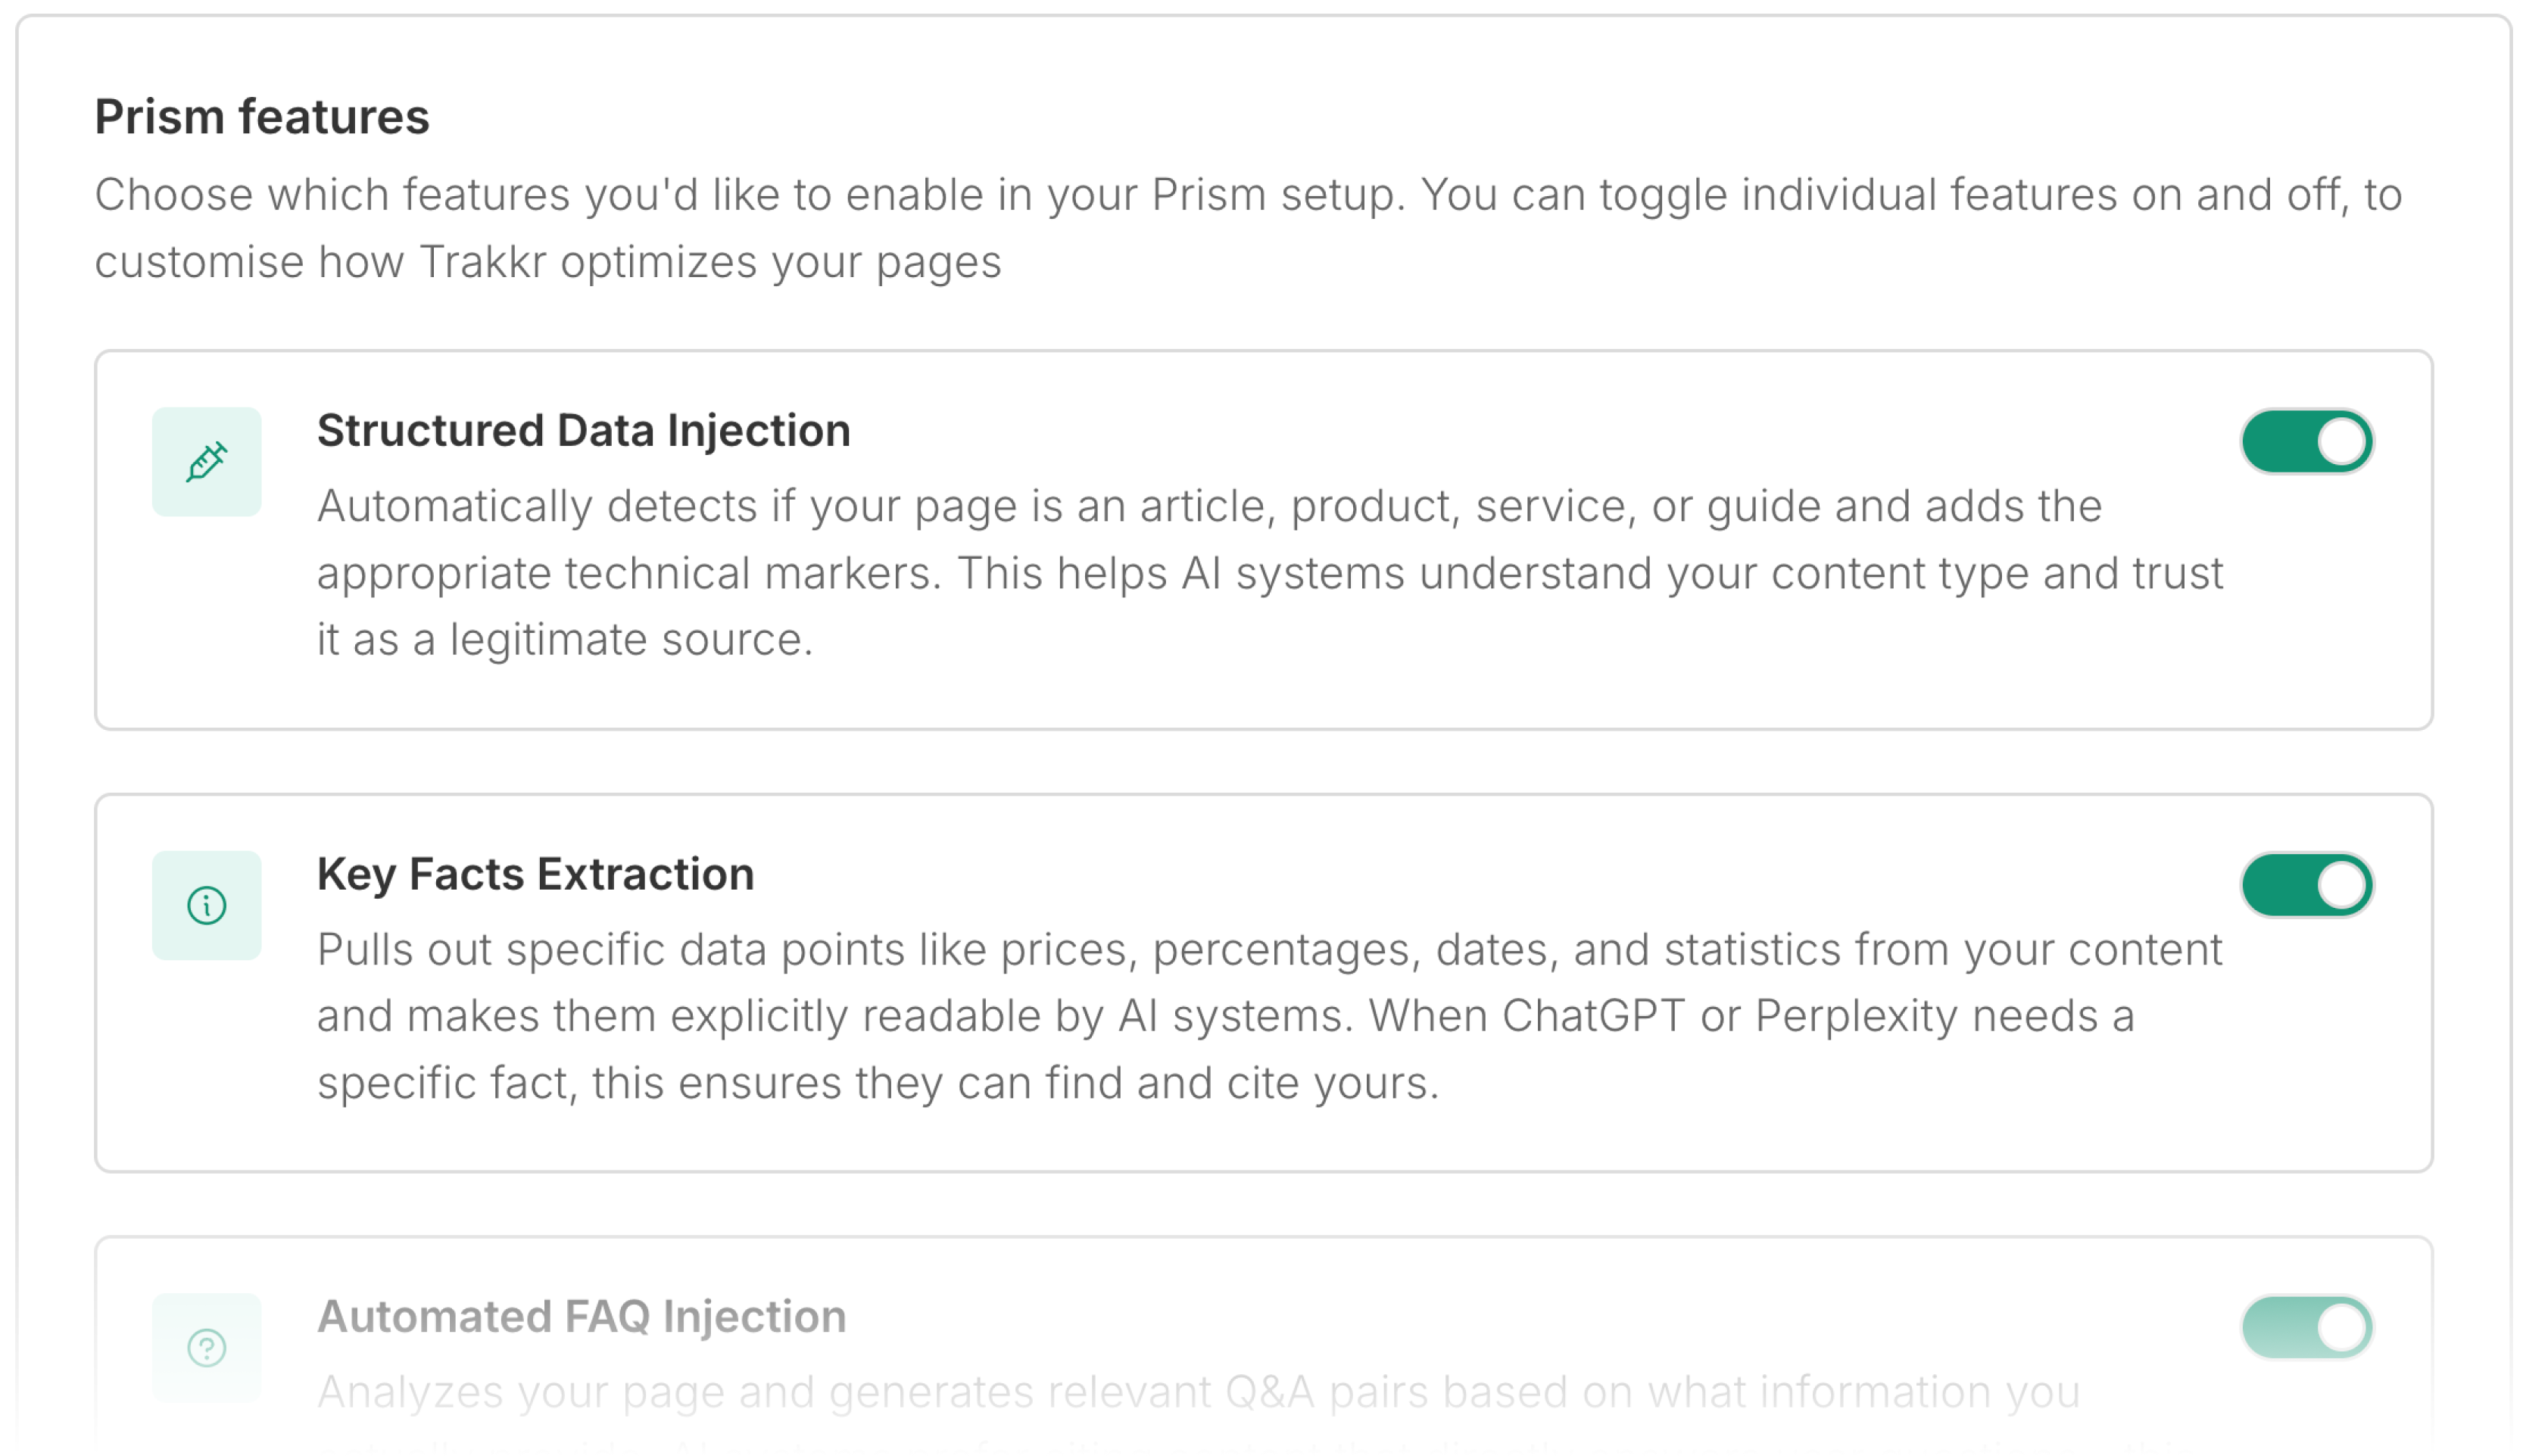 Prism features
Choose which features you'd like to enable in your Prism setup. You can toggle individual features on and off, to
customise how Trakkr optimizes your pages
Structured Data Injection
Automatically detects if your page is an article, product, service, or guide and adds the
appropriate technical markers. This helps AI systems understand your content type and trust
it as a legitimate source.
Key Facts Extraction
Pulls out specific data points like prices, percentages, dates, and statistics from your content
and makes them explicitly readable by AI systems. When ChatGPT or Perplexity needs a
specific fact, this ensures they can find and cite yours.
Automated FAQ Injection
Analyzes your page and generates relevant Q&A pairs based on what information you